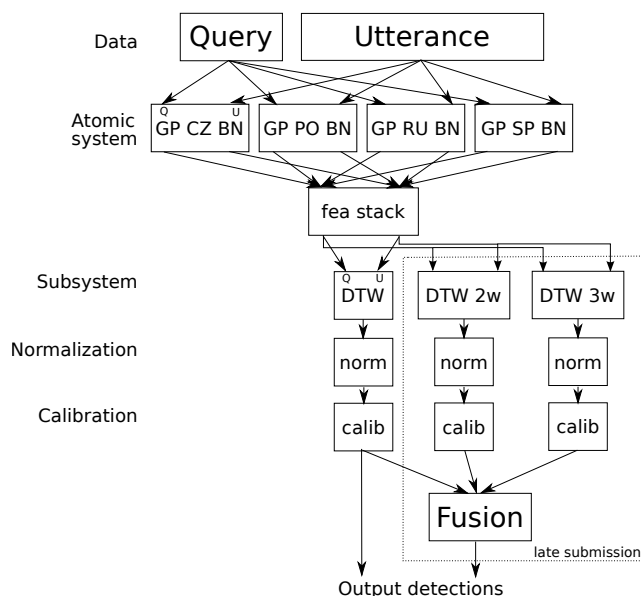 Data Query Utterance
Q U
Atomic system GP CZ BN GP PO BN GP RU BN GP SP BN
fea stack
Q U
Subsystem DTW DTW 2w DTW 3w
Normalization norm norm norm
Calibration calib calib calib
Fusion
late submission
Output detections